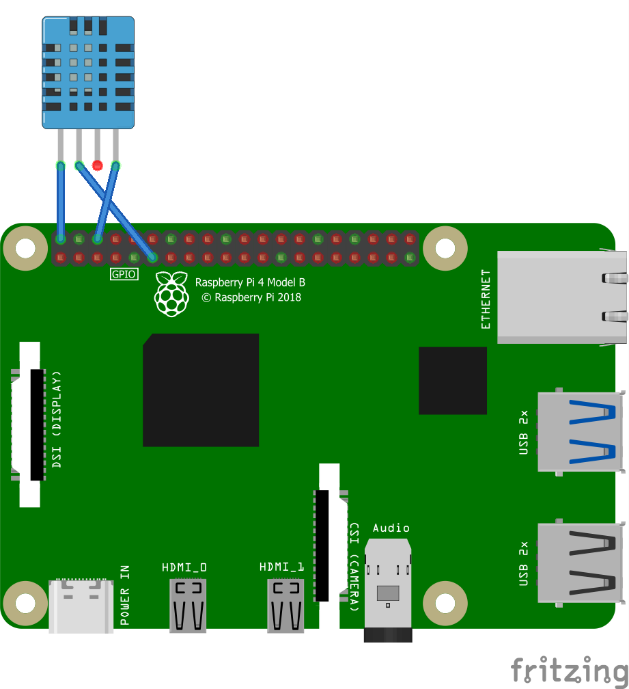 GPIO
Raspberry Pi 4 Model B
© Raspberry Pi 2018
ETHERNET
DSI (DISPLAY)
USB 2x
USB 2x
Audio
CSI (CAMERA)
HDMI_0
HDMI_1
POWER IN
fritzing